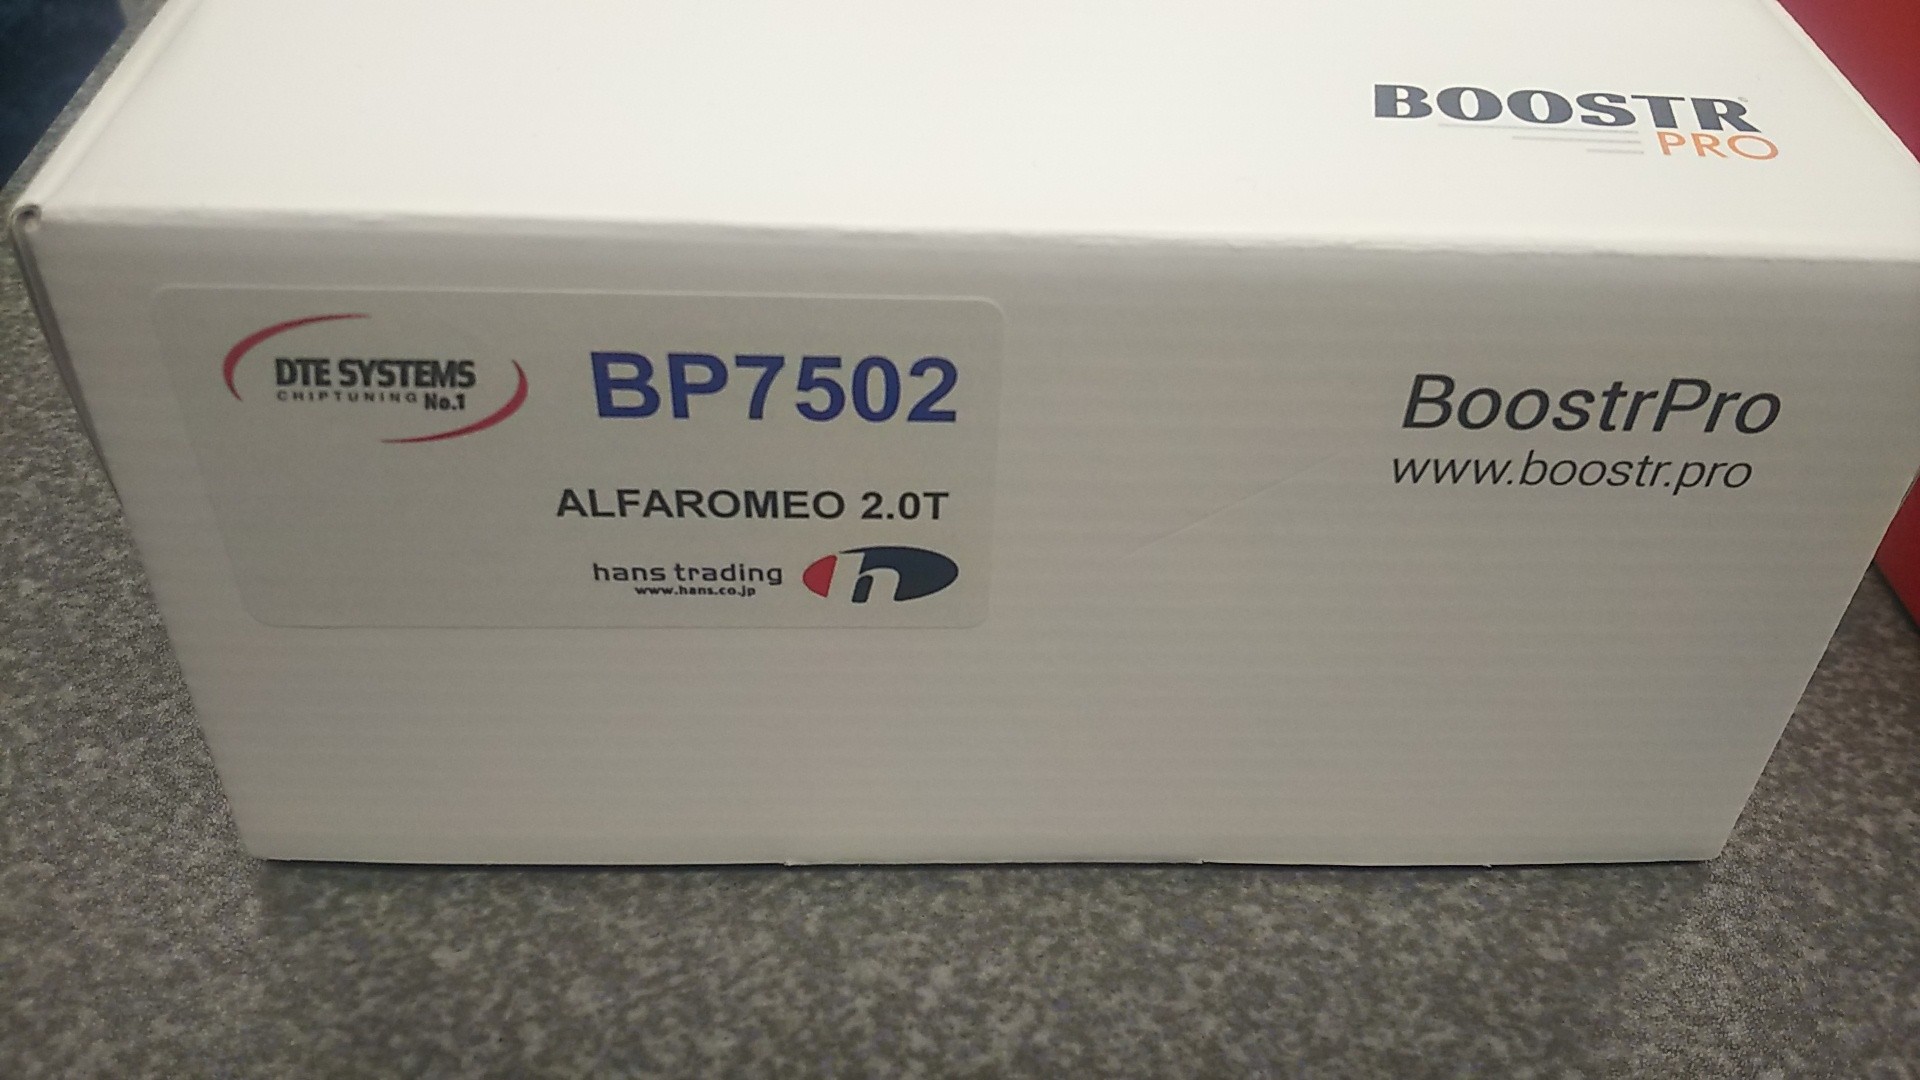 BOOSTR
PRO
DTE SYSTEMS
CHIPTUNING No.1
BP7502
ALFAROMEO 2.0T
hans trading
www.hans.co.jp
h
BoostrPro
www.boostr.pro